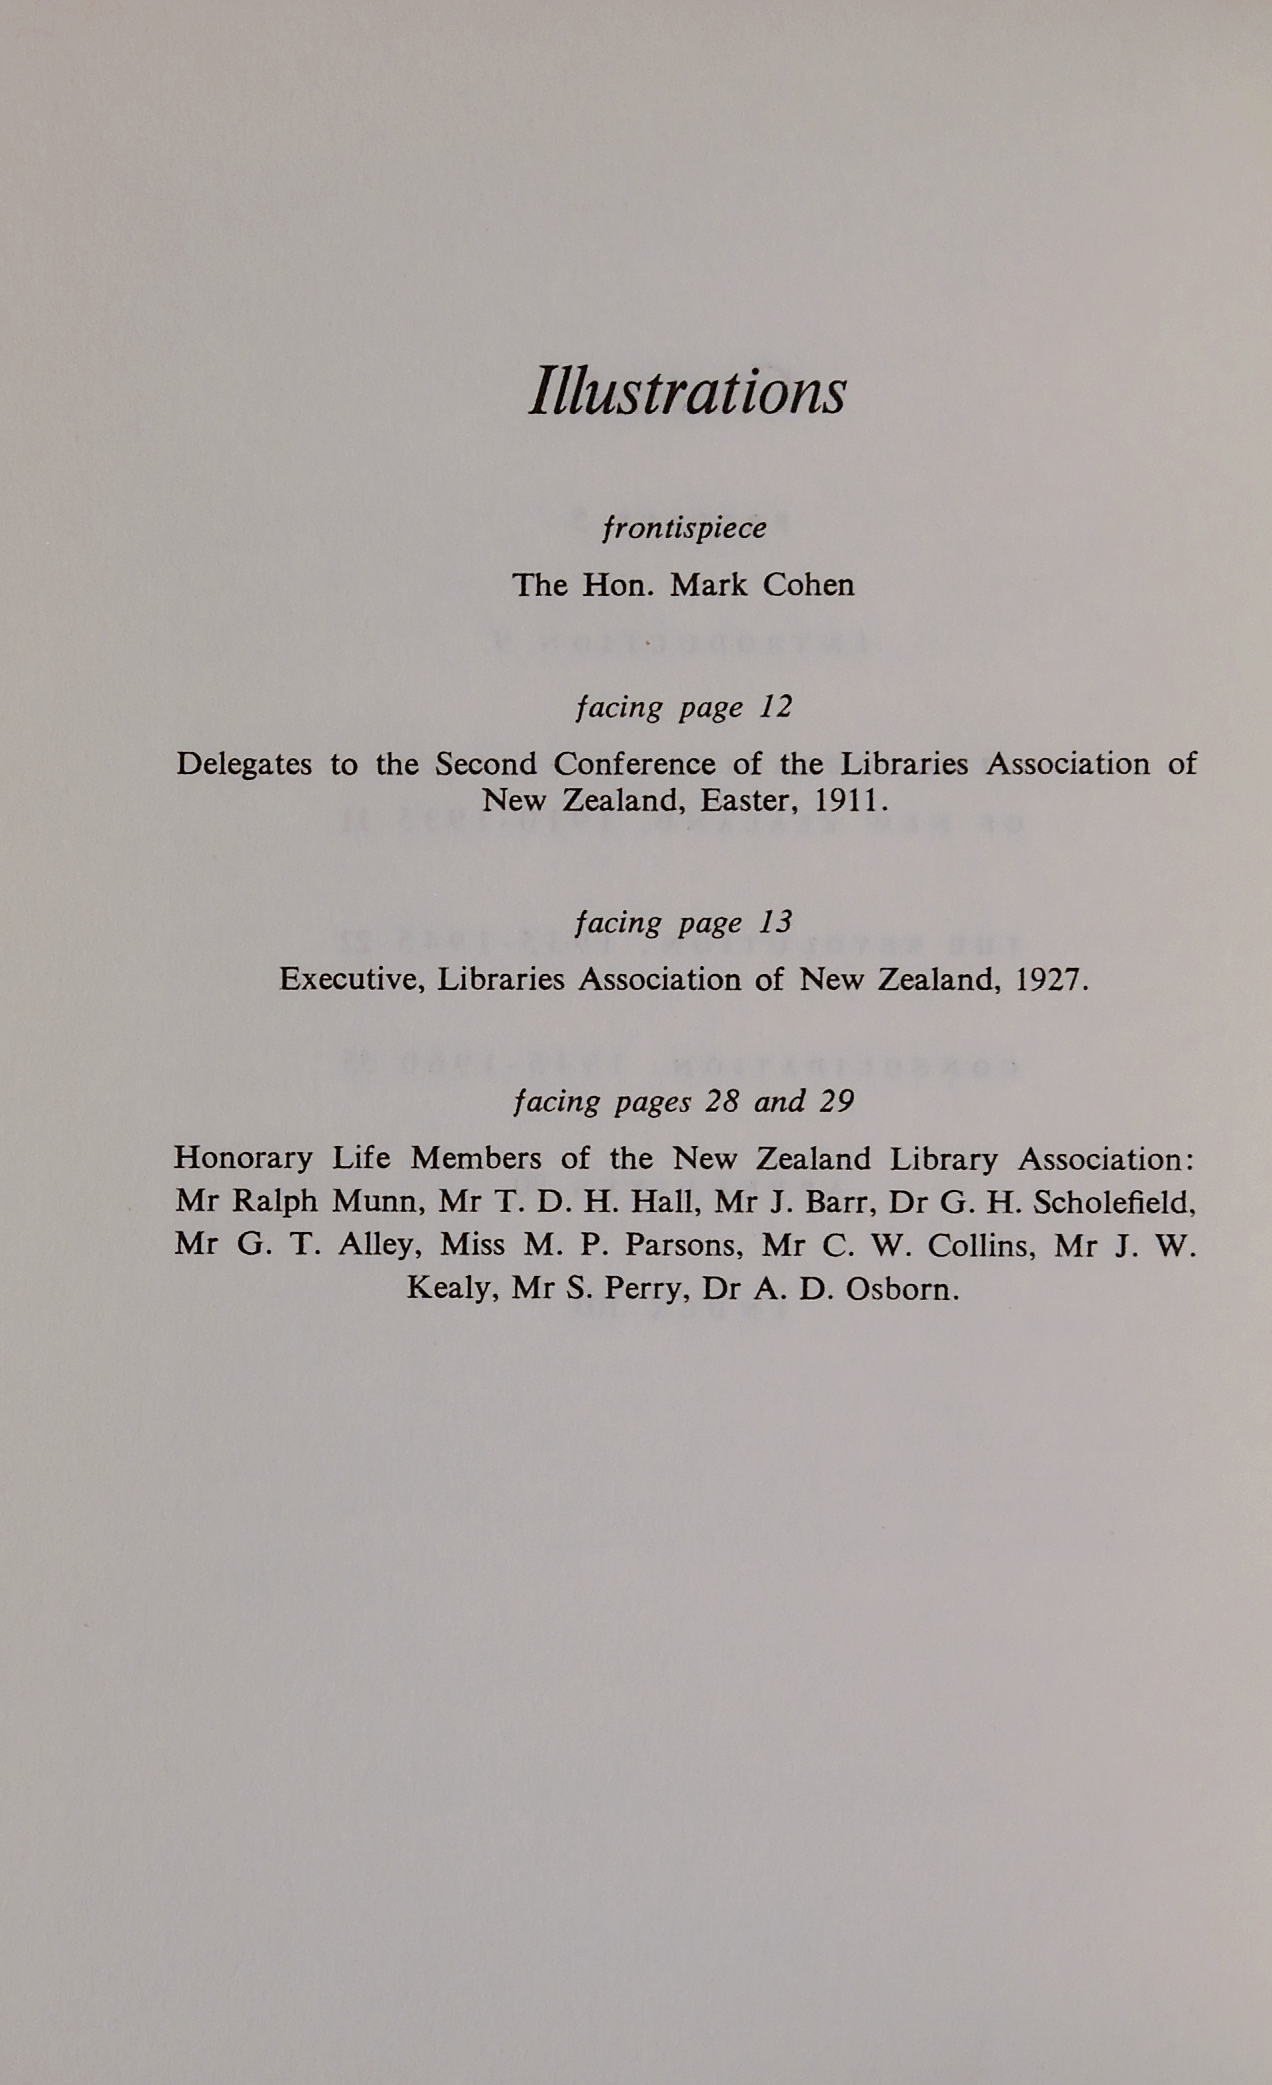 Illustrations
frontispiece
The Hon. Mark Cohen
facing page 12
Delegates to the Second Conference of the Libraries Association of
New Zealand, Easter, 1911.
facing page 13
Executive, Libraries Association of New Zealand, 1927.
facing pages 28 and 29
Honorary Life Members of the New Zealand Library Association:
Mr Ralph Munn, Mr T. D. H. Hall, Mr J. Barr, Dr G. H. Scholefield,
Mr G. T. Alley, Miss M. P. Parsons, Mr C. W. Collins, Mr J. W.
Kealy, Mr S. Perry, Dr A. D. Osborn.